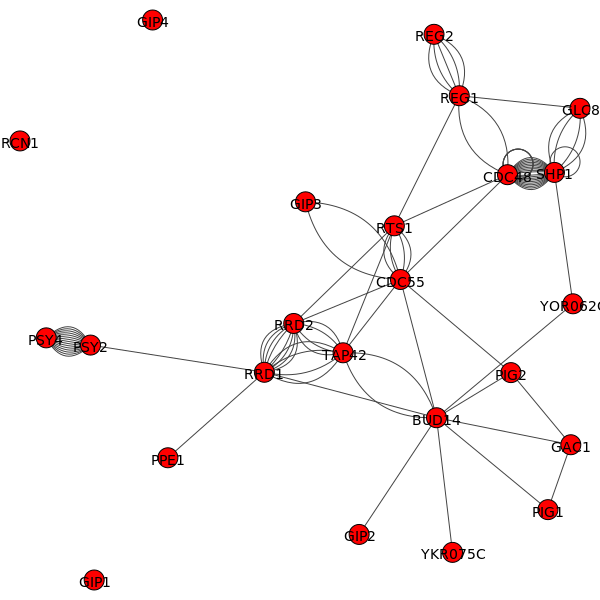 GIP4
REG2
REG1
GLC8
RCN1
CDC48
SHP1
GIP3
RTS1
CDC55
YOR062C
RRD2
PSY4
PSY2
TAP42
RRD1
PIG2
BUD14
GAC1
PPE1
PIG1
GIP2
YKR075C
GIP1